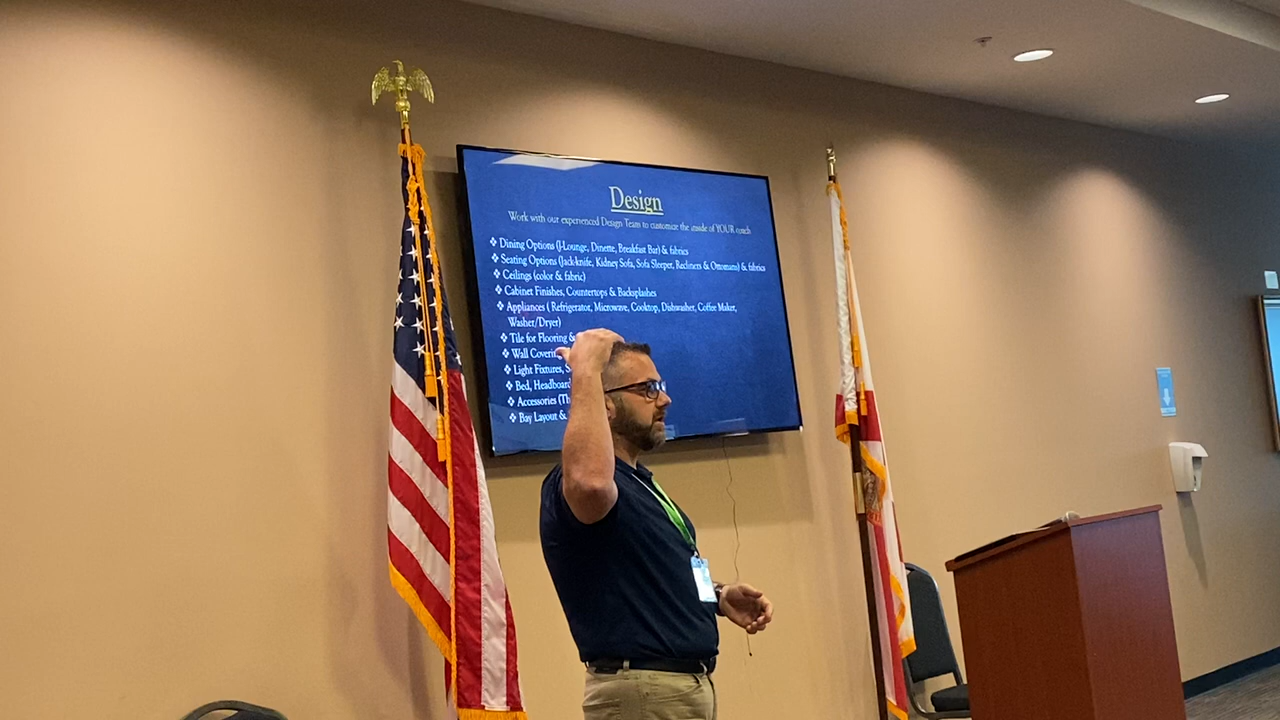 Design
Work with our experienced Design Team to customize the inside of YOUR coach
❖ Dining Options (J-Lounge, Dinette, Breakfast Bar) & fabrics
❖ Seating Options (Jack-knife, Kidney Sofa, Sofa Sleeper, Recliners & Ottomans) & fabrics
❖ Ceilings (color & fabric)
❖ Cabinet Finishes, Countertops & Backsplashes
❖ Appliances ( Refrigerator, Microwave, Cooktop, Dishwasher, Coffee Maker,
Washer/Dryer)
❖ Tile for Flooring &
❖ Wall
❖ Light Fixtures,
❖ Bed, Headboard
❖ Accessories
❖ Bay Layout &